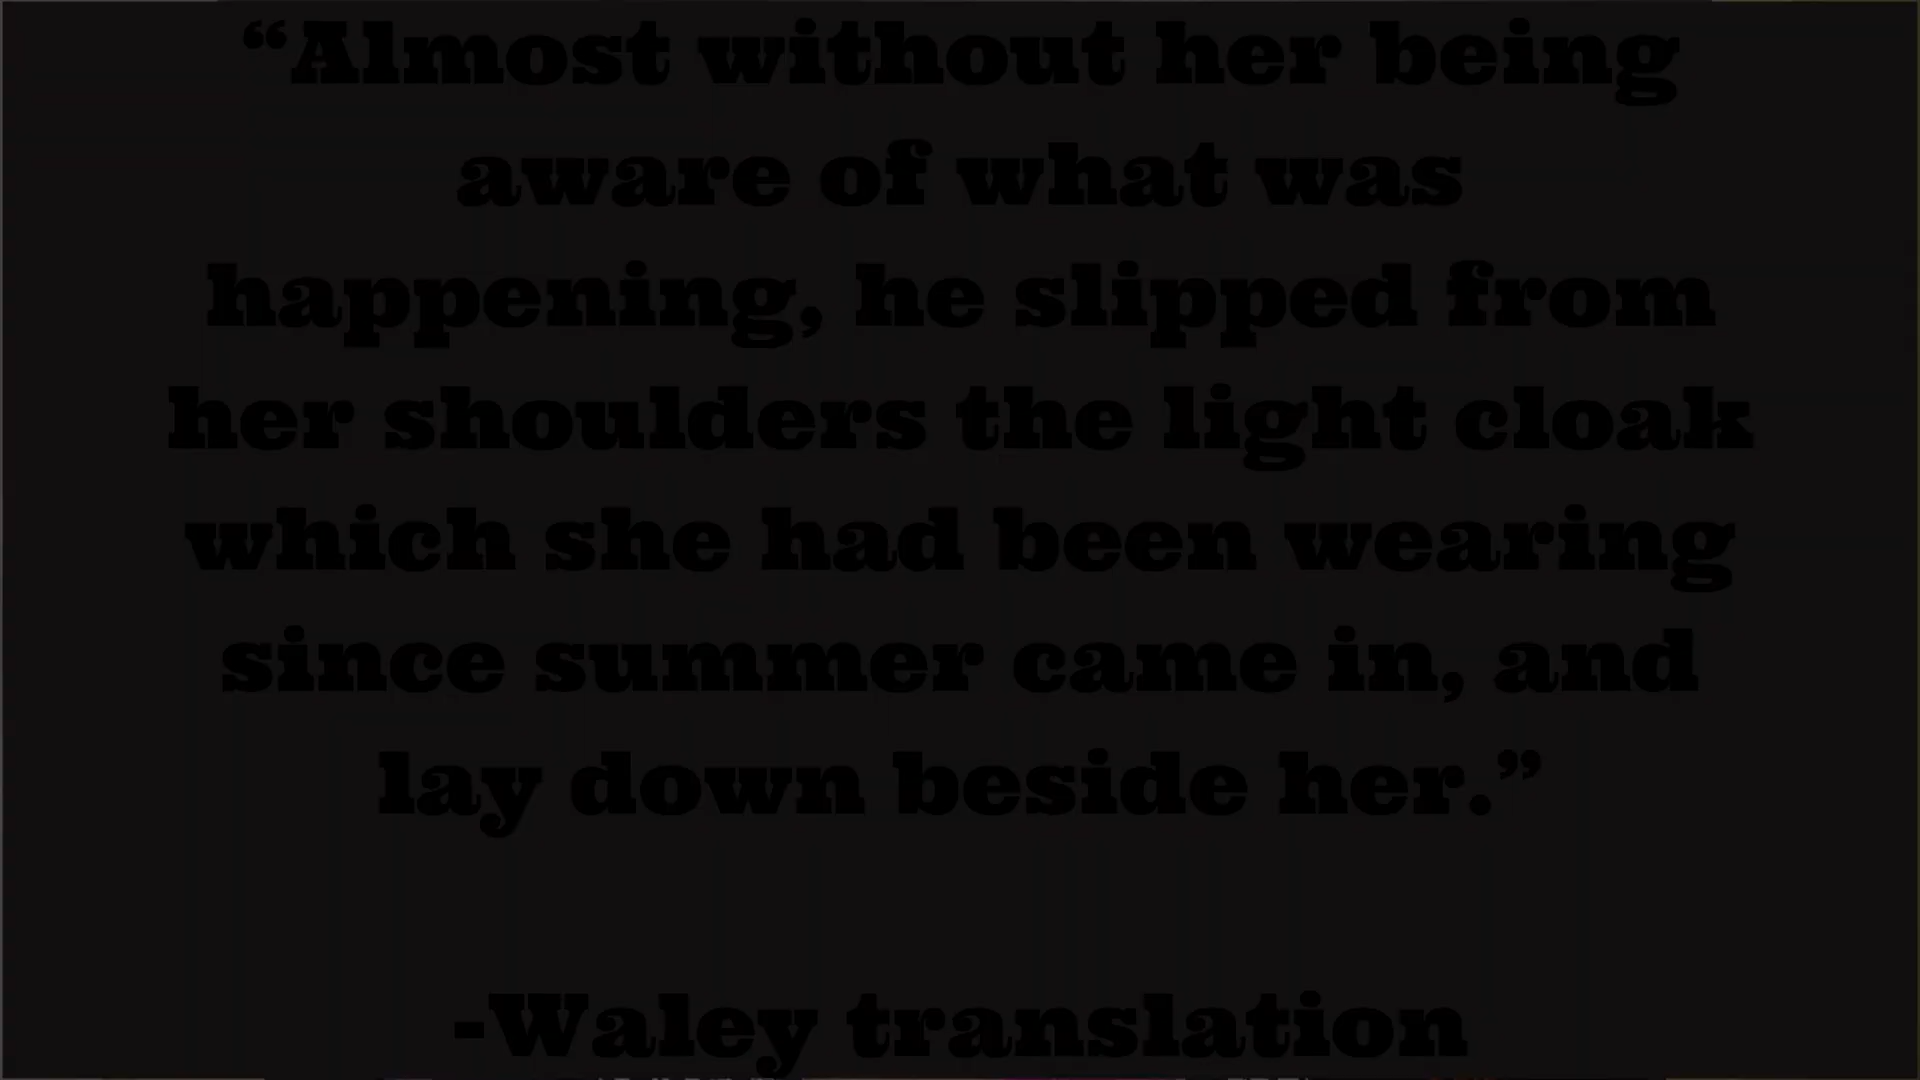 “Almost without her being
aware of what was
happening, he slipped from
her shoulders the light cloak
which she had been wearing
since summer came in, and
lay down beside her.”
-Waley translation